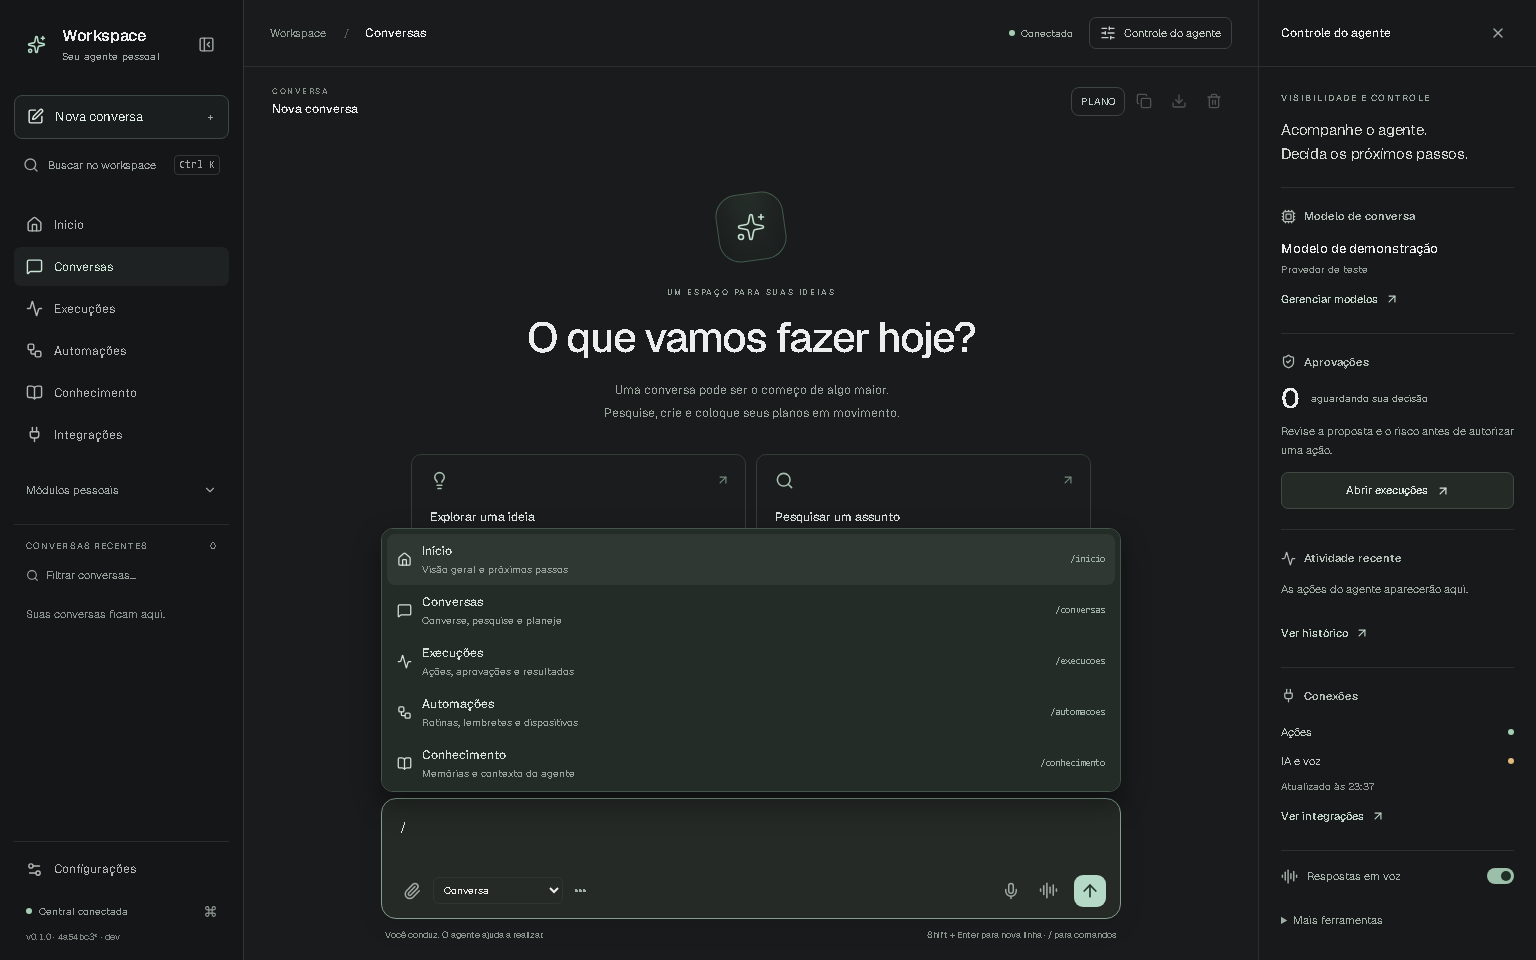 Workspace
Seu agente pessoal
Nova conversa +
Buscar no workspace Ctrl K
Início
Conversas
Execuções
Automações
Conhecimento
Integrações
Módulos pessoais
CONVERSAS RECENTES 0
Filtrar conversas...
Suas conversas ficam aqui.
Configurações
Central conectada
v0.1.0 · 4a54bc3* · dev
Workspace / Conversas
Conectado
Controle do agente
CONVERSA
Nova conversa
PLANO
UM ESPAÇO PARA SUAS IDEIAS
O que vamos fazer hoje?
Uma conversa pode ser o começo de algo maior.
Pesquise, crie e coloque seus planos em movimento.
Explorar uma ideia
Pesquisar um assunto
Início
Visão geral e próximos passos
/inicio
Conversas
Converse, pesquise e planeje
/conversas
Execuções
Ações, aprovações e resultados
/execucoes
Automações
Rotinas, lembretes e dispositivos
/automacoes
Conhecimento
Memórias e contexto do agente
/conhecimento
/
Conversa
Você conduz. O agente ajuda a realizar.
Shift + Enter para nova linha · / para comandos
Controle do agente
VISIBILIDADE E CONTROLE
Acompanhe o agente.
Decida os próximos passos.
Modelo de conversa
Modelo de demonstração
Provedor de teste
Gerenciar modelos
Aprovações
0 aguardando sua decisão
Revise a proposta e o risco antes de autorizar
uma ação.
Abrir execuções
Atividade recente
As ações do agente aparecerão aqui.
Ver histórico
Conexões
Ações
IA e voz
Atualizado às 23:37
Ver integrações
Respostas em voz
Mais ferramentas